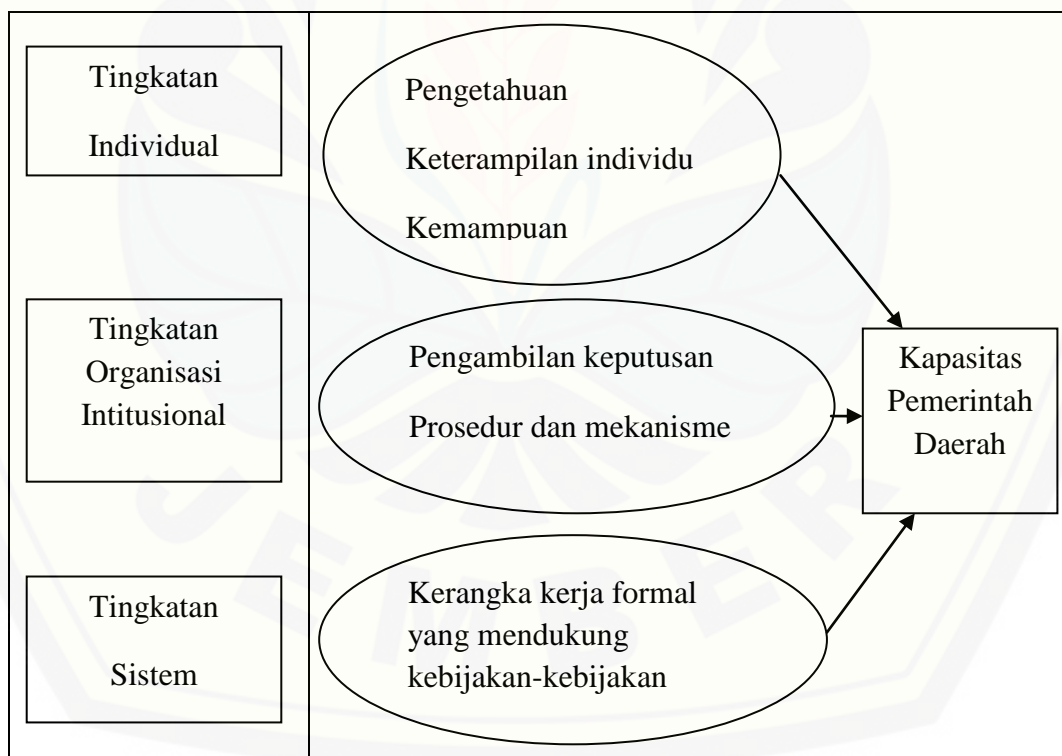 Tingkatan
Individual
Pengetahuan
Keterampilan individu
Kemampuan
Tingkatan
Organisasi
Intitusional
Pengambilan keputusan
Prosedur dan mekanisme
Kapasitas
Pemerintah
Daerah
Tingkatan
Sistem
Kerangka kerja formal
yang mendukung
kebijakan-kebijakan
JEMBER